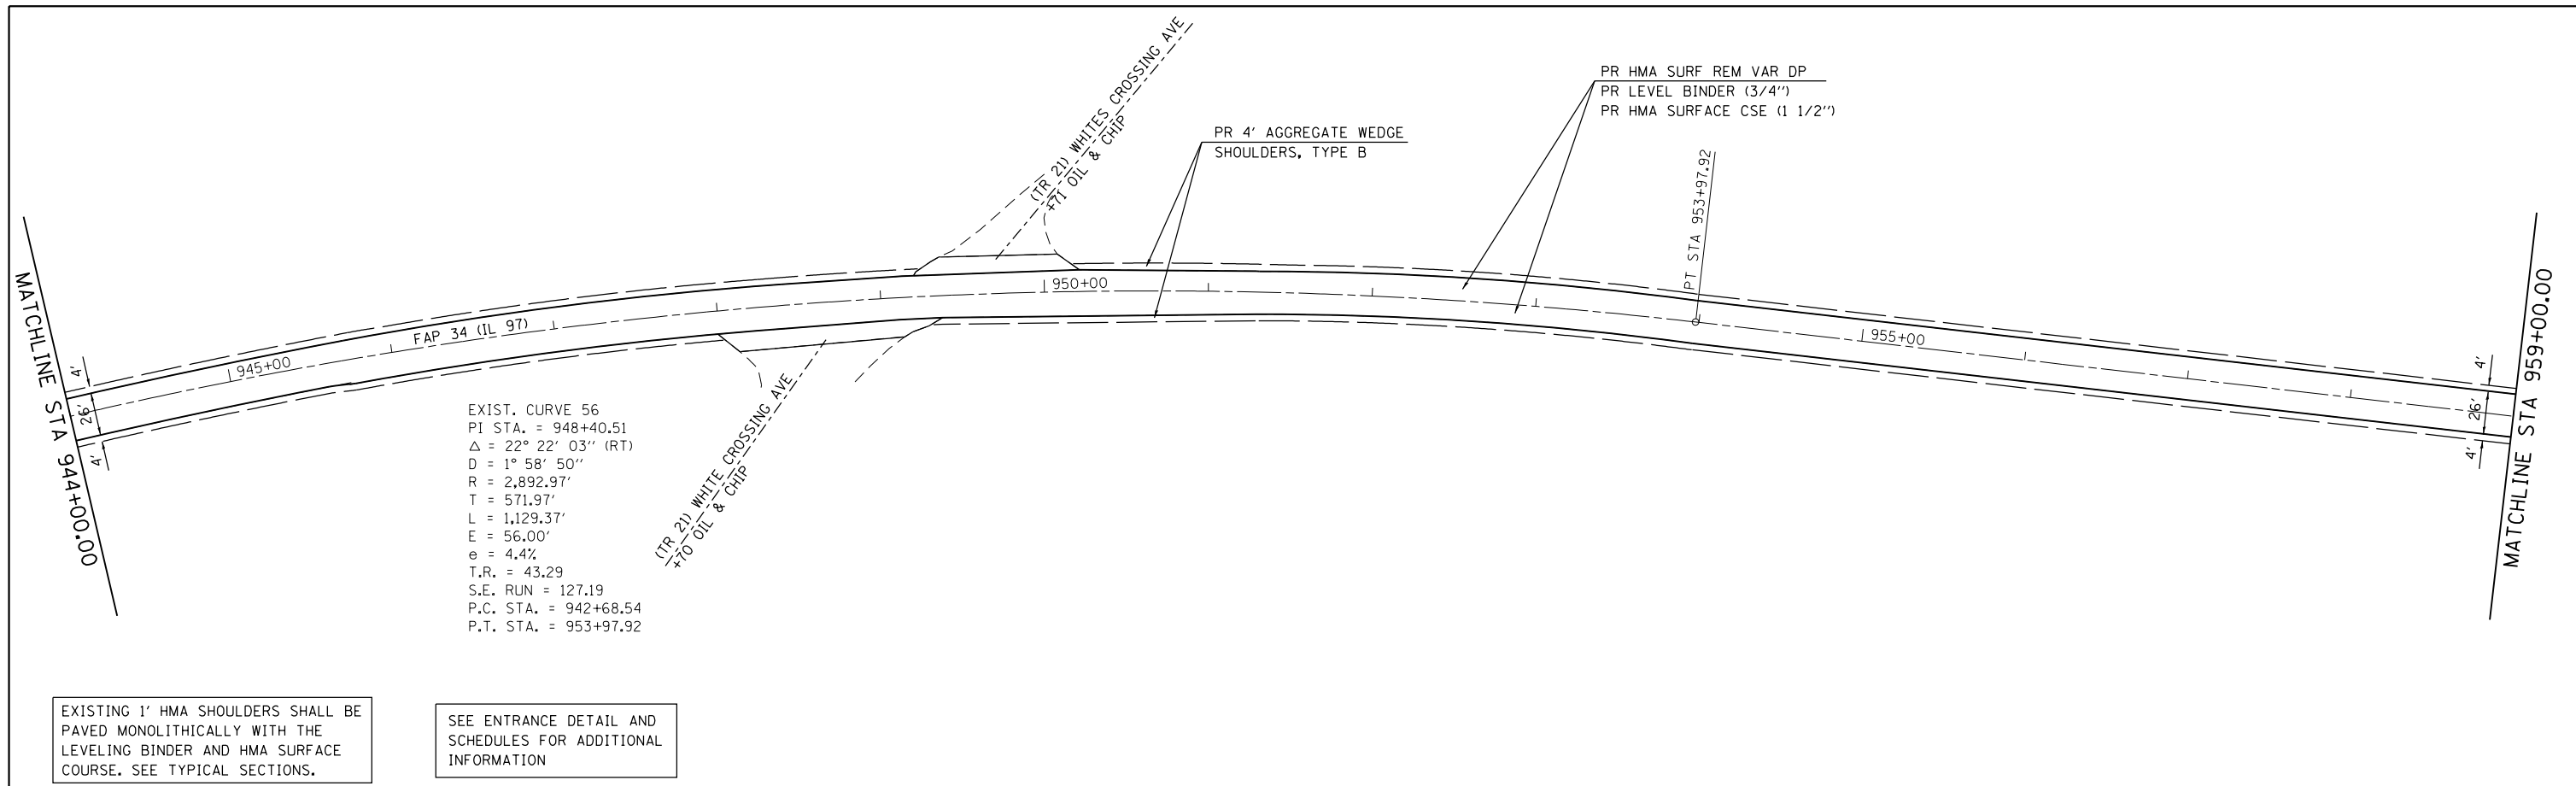 (TR 21) WHITES CROSSING AVE
+71 OIL & CHIP
PR 4' AGGREGATE WEDGE
SHOULDERS, TYPE B
PR HMA SURF REM VAR DP
PR LEVEL BINDER (3/4'')
PR HMA SURFACE CSE (1 1/2'')
PT STA 953+97.92
MATCHLINE STA 944+00.00
4'
26'
4'
945+00
FAP 34 (IL 97)
950+00
955+00
4'
26'
4'
MATCHLINE STA 959+00.00
(TR 21) WHITE CROSSING AVE
+70 OIL & CHIP
EXIST. CURVE 56
PI STA. = 948+40.51
△ = 22° 22' 03'' (RT)
D = 1° 58' 50''
R = 2,892.97'
T = 571.97'
L = 1,129.37'
E = 56.00'
e = 4.4%
T.R. = 43.29
S.E. RUN = 127.19
P.C. STA. = 942+68.54
P.T. STA. = 953+97.92
EXISTING 1' HMA SHOULDERS SHALL BE
PAVED MONOLITHICALLY WITH THE
LEVELING BINDER AND HMA SURFACE
COURSE. SEE TYPICAL SECTIONS.
SEE ENTRANCE DETAIL AND
SCHEDULES FOR ADDITIONAL
INFORMATION